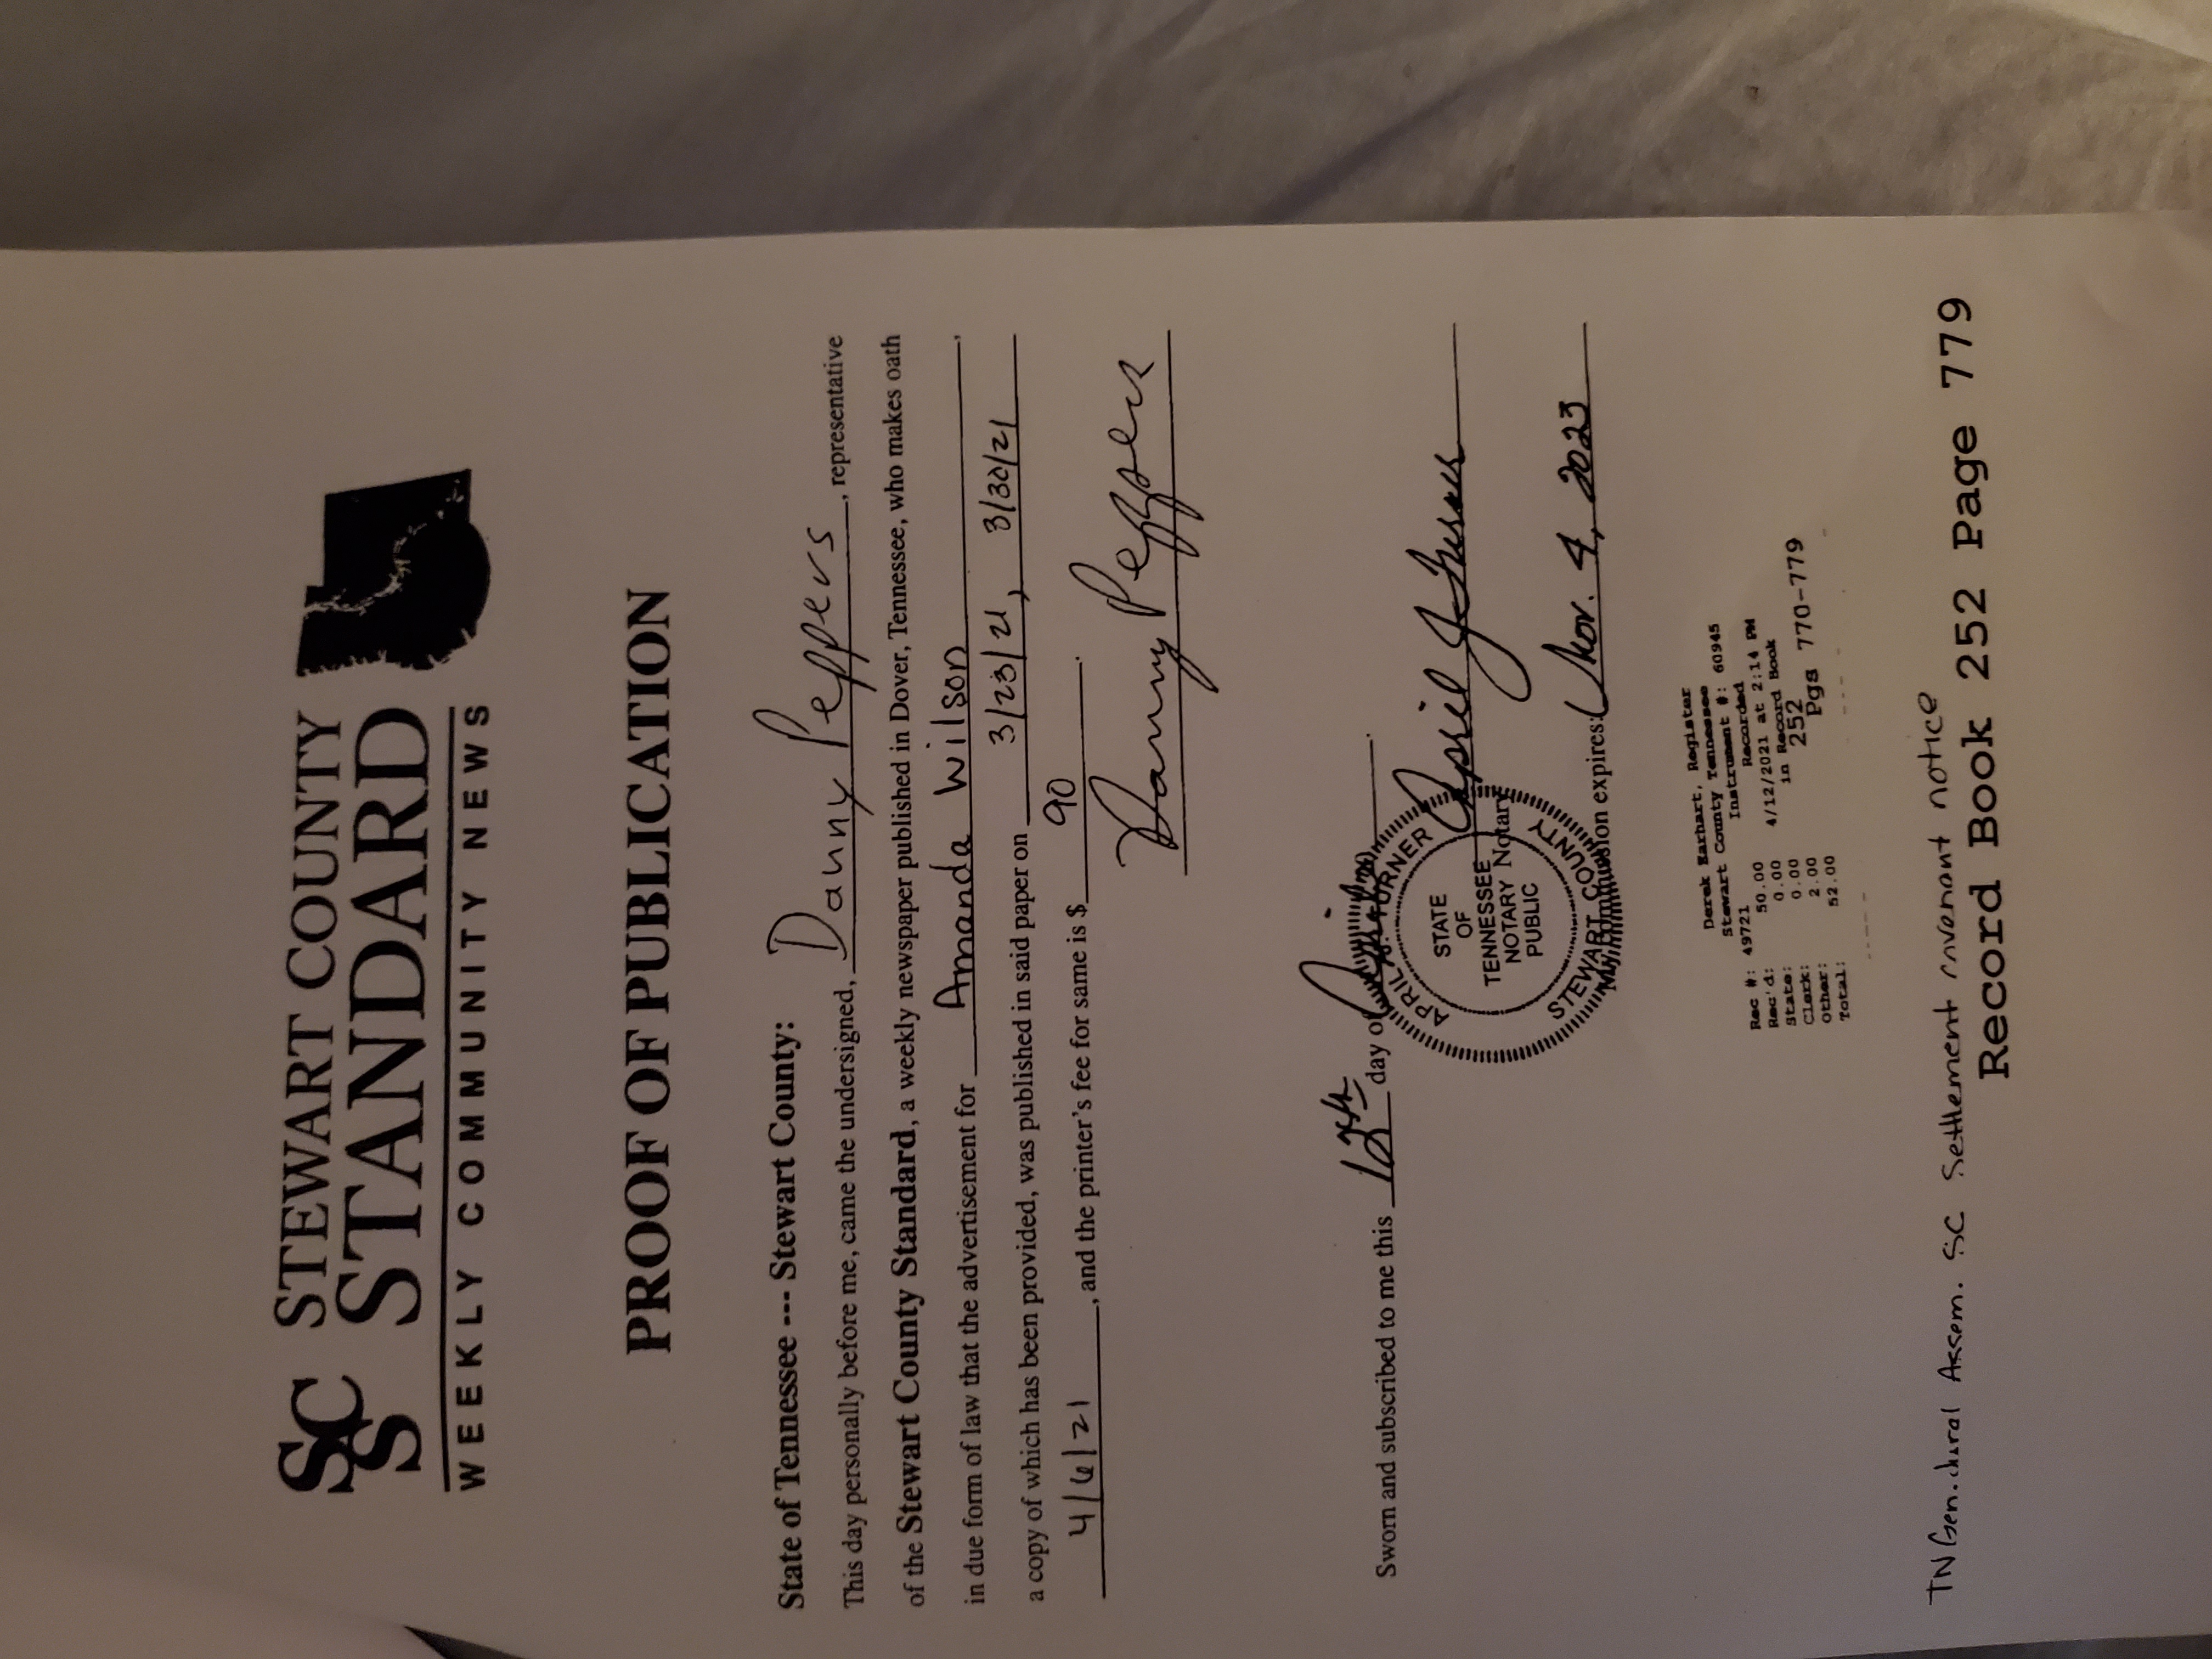 SC STEWART COUNTY
S STANDARD
WEEKLY COMMUNITY NEWS
PROOF OF PUBLICATION
State of Tennessee --- Stewart County:
This day personally before me, came the undersigned, Danny Peppers, representative
of the Stewart County Standard, a weekly newspaper published in Dover, Tennessee, who makes oath
in due form of law that the advertisement for Amanda Wilson,
a copy of which has been provided, was published in said paper on 3/23/21, 3/30/21
4/6/21, and the printer's fee for same is $ 90.
Danny Peppers
Sworn and subscribed to me this 12th day of
April J Turner
Notary
My Commission expires: Nov. 4, 2023
APRIL J. TURNER
STATE
OF
TENNESSEE
NOTARY
PUBLIC
STEWART COUNTY
Derek Earhart, Register
Stewart County Tennessee
Rec #: 49721 Instrument #: 60945
Rec'd: 50.00 Recorded
State: 0.00 4/12/2021 at 2:14 PM
Clerk: 0.00 in Record Book
Other: 2.00 252
Total: 52.00 Pgs 770-779
TN Gen. Assem. SC Settlement notice
Record Book 252 Page 779